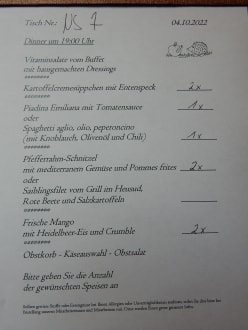 Tisch Nr.: NS 7 04.10.2022
Dinner um 19:00 Uhr
Vitaminsalate vom Buffet
mit hausgemachten Dressings
********
Kartoffelcremesüppchen mit Entenspeck 2x
********
Piadina Emiliana mit Tomatensauce 1x
oder
Spaghetti aglio, olio, pepetoncino
(mit Knoblauch, Olivenöl und Chili) 1x
********
Pfefferrahm-Schnitzel
mit mediterranem Gemüse und Pommes frites 2x
oder
Saiblingsfilet vom Grill im Heusud,
Rote Beete und Salzkartoffeln
********
Frische Mango
mit Heidelbeer-Eis und Crumble 2x
Obstkorb - Käseauswahl - Obstsalat
Bitte geben Sie die Anzahl
der gewünschten Speisen an